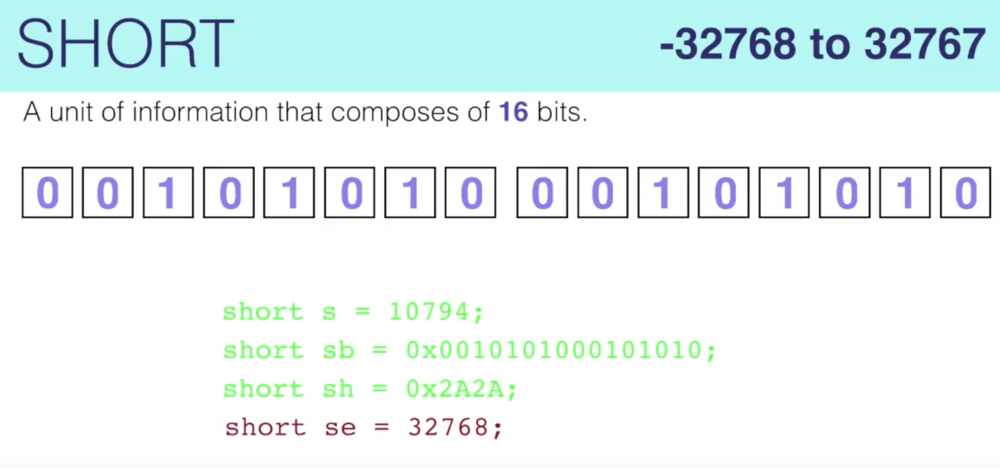 SHORT
-32768 to 32767
A unit of information that composes of 16 bits.
0 0 1 0 1 0 1 0 0 0 1 0 1 0 1 0
short s = 10794;
short sb = 0x0010101000101010;
short sh = 0x2A2A;
short se = 32768;